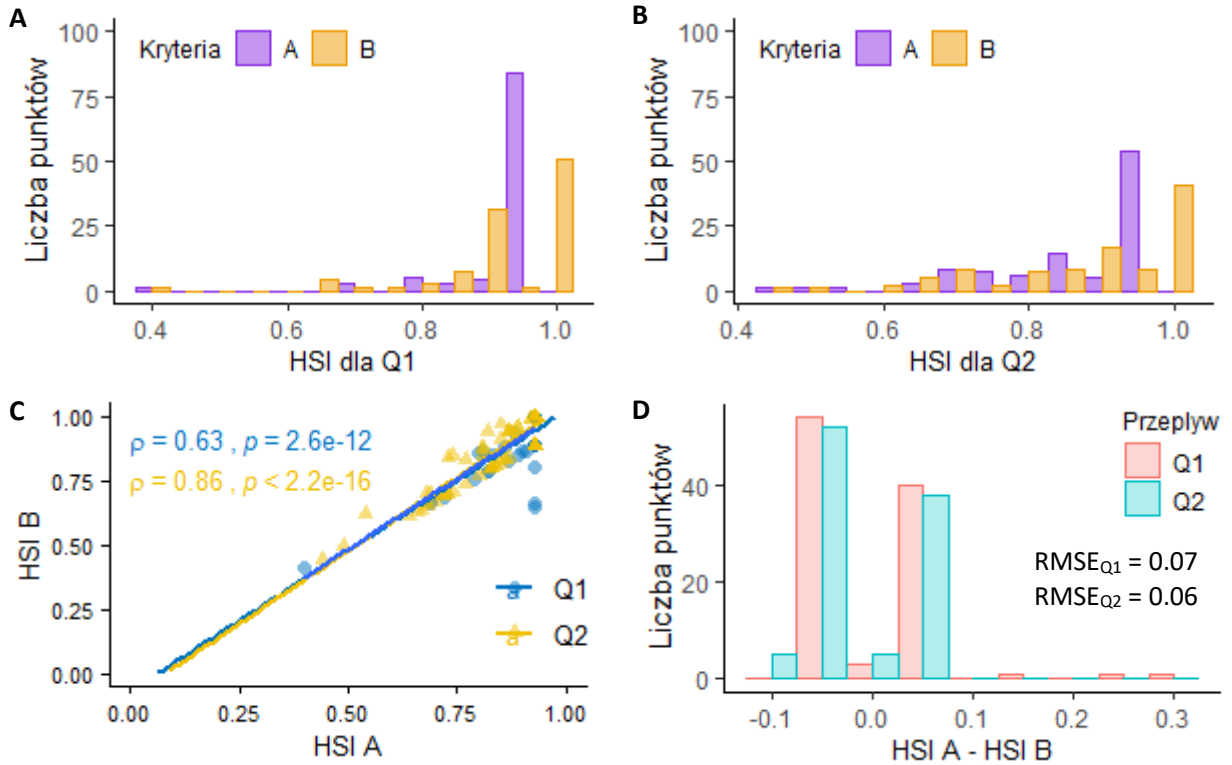 A
Kryteria A B
100
75
50
25
0
Liczba punktów
0.4 0.6 0.8 1.0
HSI dla Q1
B
Kryteria A B
100
75
50
25
0
Liczba punktów
0.4 0.6 0.8 1.0
HSI dla Q2
C
ρ = 0.63 , p = 2.6e-12
ρ = 0.86 , p < 2.2e-16
1.00
0.75
0.50
0.25
0.00
HSI B
a Q1
a Q2
0.00 0.25 0.50 0.75 1.00
HSI A
D
Przeplyw
Q1
Q2
40
20
0
Liczba punktów
RMSEQ1 = 0.07
RMSEQ2 = 0.06
-0.1 0.0 0.1 0.2 0.3
HSI A - HSI B